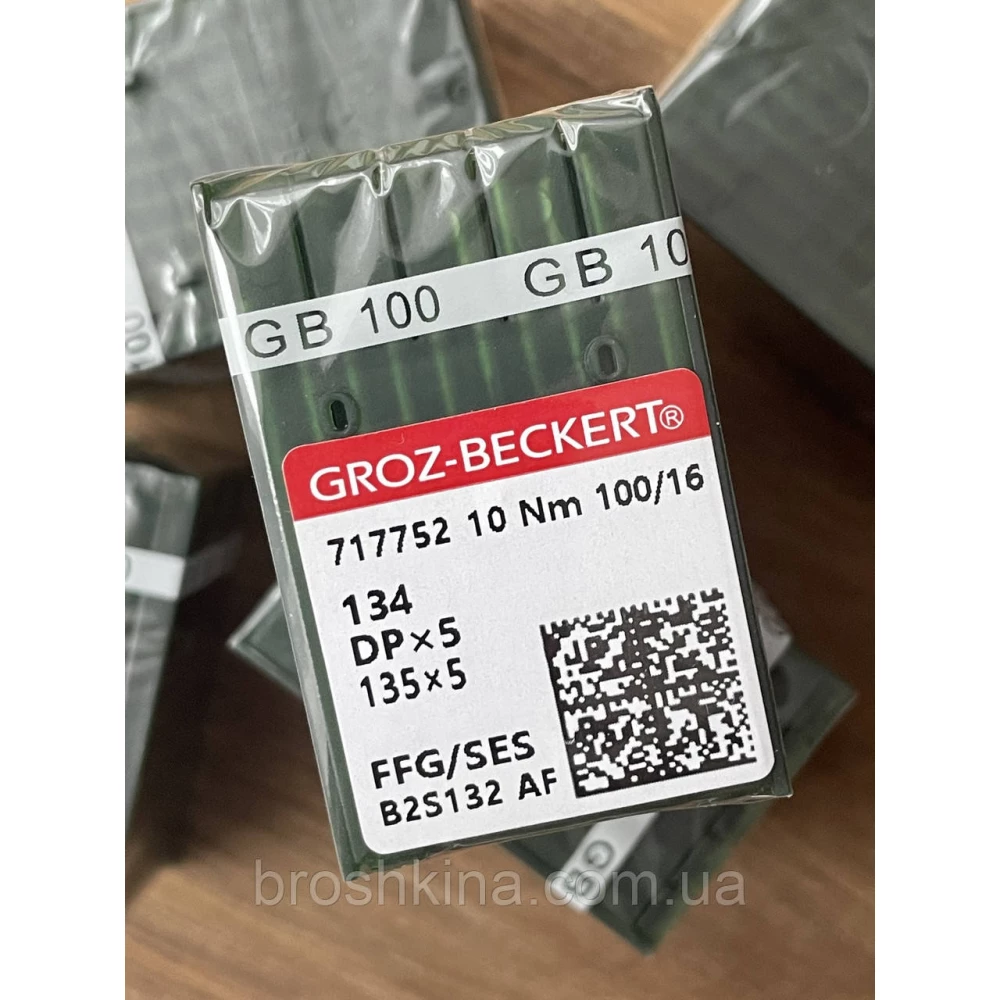 GB 100 GB 10
GROZ-BECKERT®
717752 10 Nm 100/16
134
DP×5
135×5
FFG/SES
B2S132 AF
broshkina.com.ua